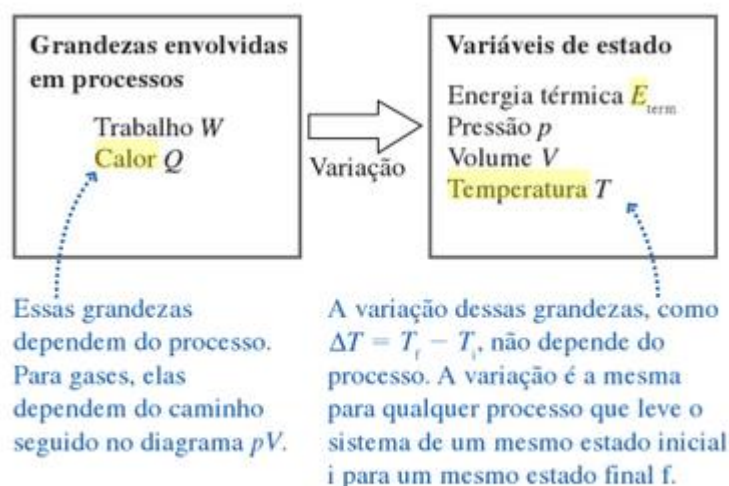 Grandezas envolvidas
em processos
Trabalho W
Calor Q
Variação
Variáveis de estado
Energia térmica E_term
Pressão p
Volume V
Temperatura T
Essas grandezas
dependem do processo.
Para gases, elas
dependem do caminho
seguido no diagrama pV.
A variação dessas grandezas, como
ΔT = T_f − T_i, não depende do
processo. A variação é a mesma
para qualquer processo que leve o
sistema de um mesmo estado inicial
i para um mesmo estado final f.